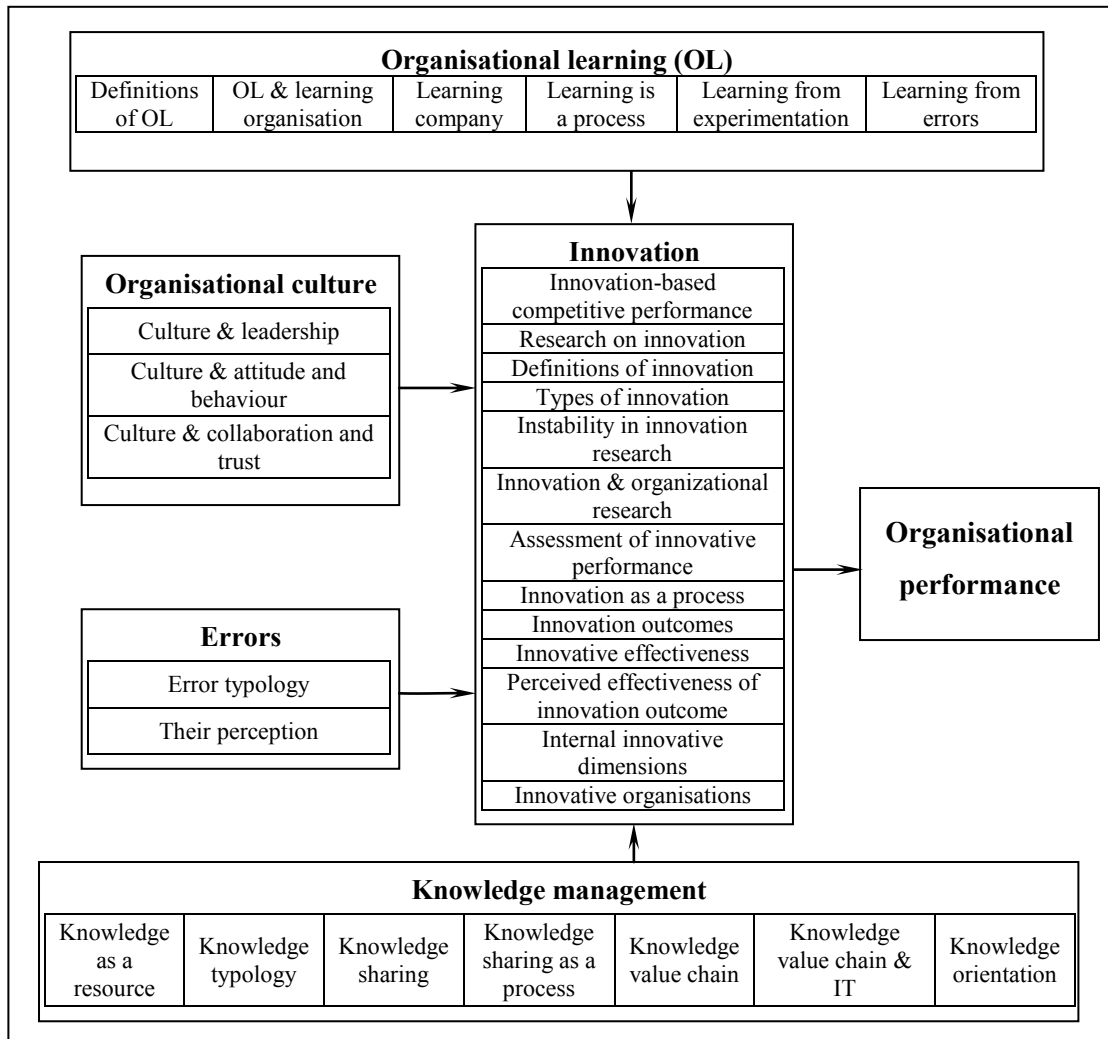 Organisational learning (OL)
Definitions
of OL
OL & learning
organisation
Learning
company
Learning is
a process
Learning from
experimentation
Learning from
errors
Organisational culture
Culture & leadership
Culture & attitude and
behaviour
Culture & collaboration and
trust
Errors
Error typology
Their perception
Innovation
Innovation-based
competitive performance
Research on innovation
Definitions of innovation
Types of innovation
Instability in innovation
research
Innovation & organizational
research
Assessment of innovative
performance
Innovation as a process
Innovation outcomes
Innovative effectiveness
Perceived effectiveness of
innovation outcome
Internal innovative
dimensions
Innovative organisations
Organisational
performance
Knowledge management
Knowledge
as a
resource
Knowledge
typology
Knowledge
sharing
Knowledge
sharing as a
process
Knowledge
value chain
Knowledge
value chain &
IT
Knowledge
orientation